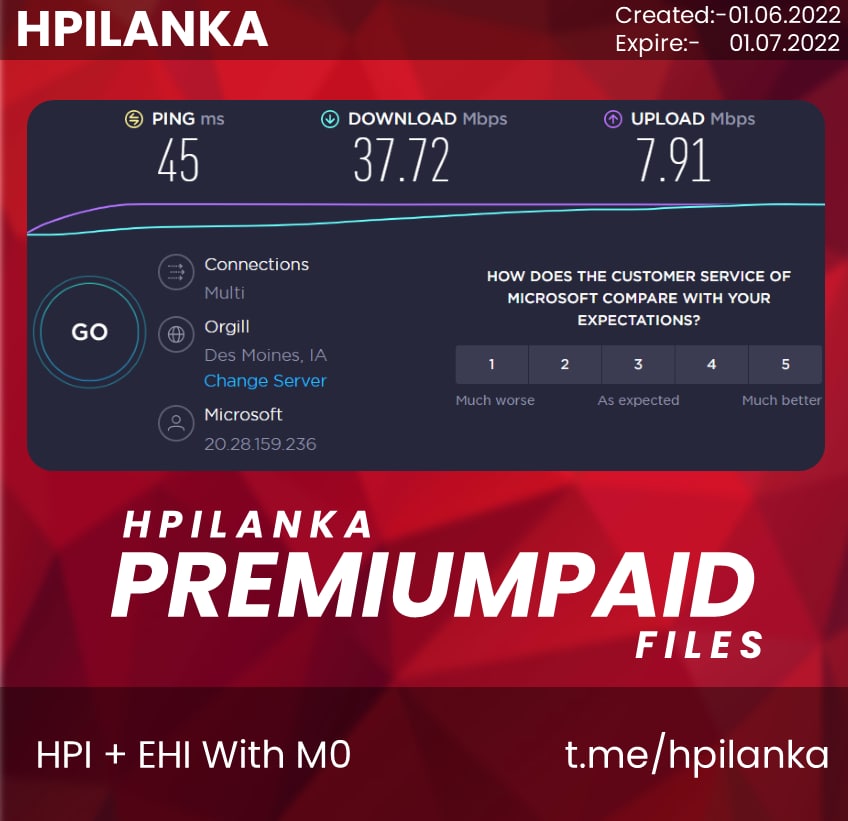 HPILANKA
Created:-01.06.2022
Expire:- 01.07.2022
PING ms
DOWNLOAD Mbps
UPLOAD Mbps
45
37.72
7.91
GO
Connections
Multi
Orgill
Des Moines, IA
Change Server
Microsoft
20.28.159.236
HOW DOES THE CUSTOMER SERVICE OF
MICROSOFT COMPARE WITH YOUR
EXPECTATIONS?
1 2 3 4 5
Much worse As expected Much better
HPILANKA
PREMIUMPAID
FILES
HPI + EHI With M0
t.me/hpilanka